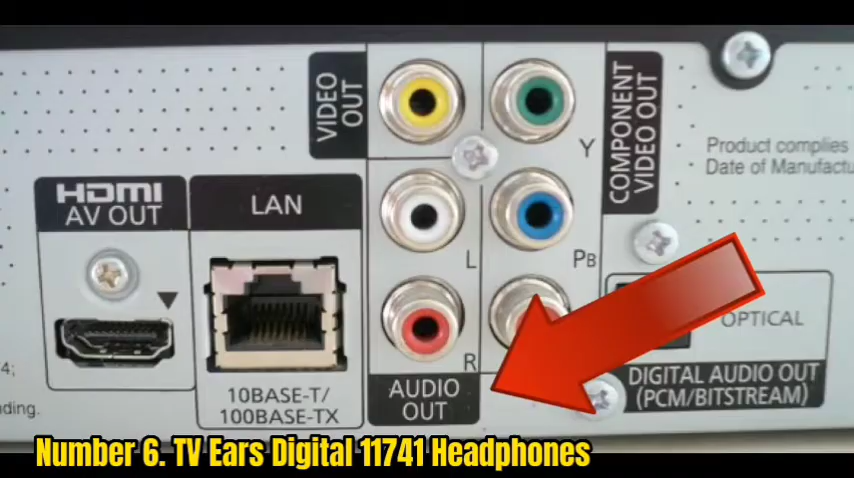 VIDEO
OUT
COMPONENT
VIDEO OUT
Y
Product complies
Date of Manufactu
HDMI
AV OUT
LAN
L
PB
R
OPTICAL
4;
nding.
10BASE-T/
100BASE-TX
AUDIO
OUT
DIGITAL AUDIO OUT
(PCM/BITSTREAM)
Number 6. TV Ears Digital 11741 Headphones